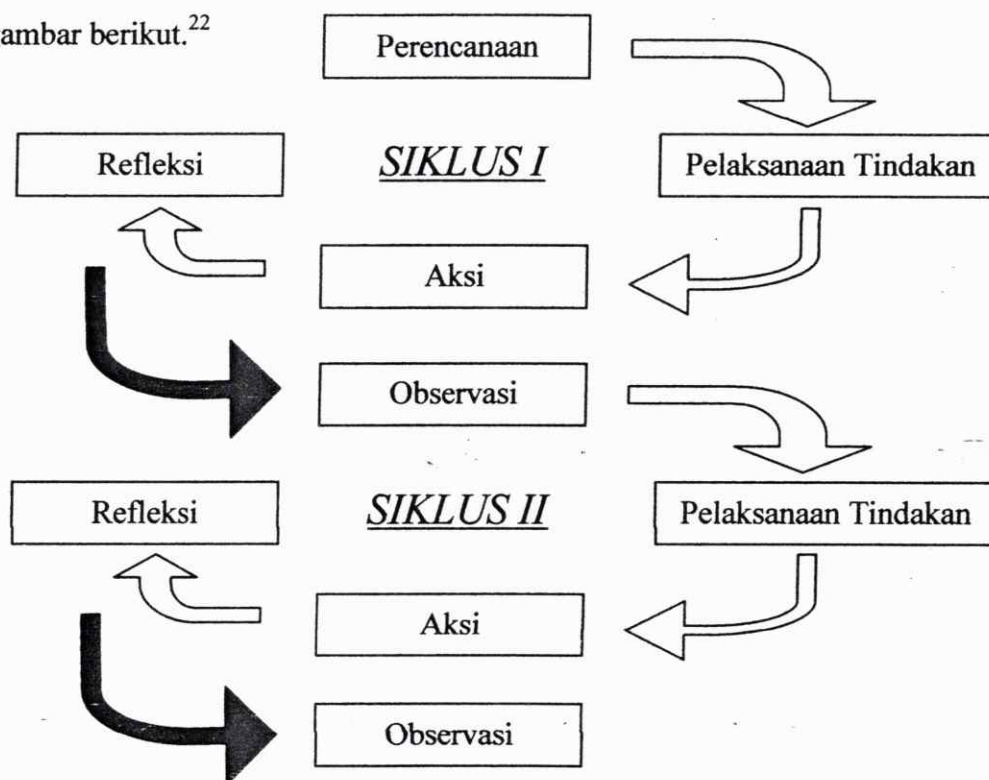 ambar berikut.22
Perencanaan
Refleksi
SIKLUS I
Pelaksanaan Tindakan
Aksi
Observasi
Refleksi
SIKLUS II
Pelaksanaan Tindakan
Aksi
Observasi